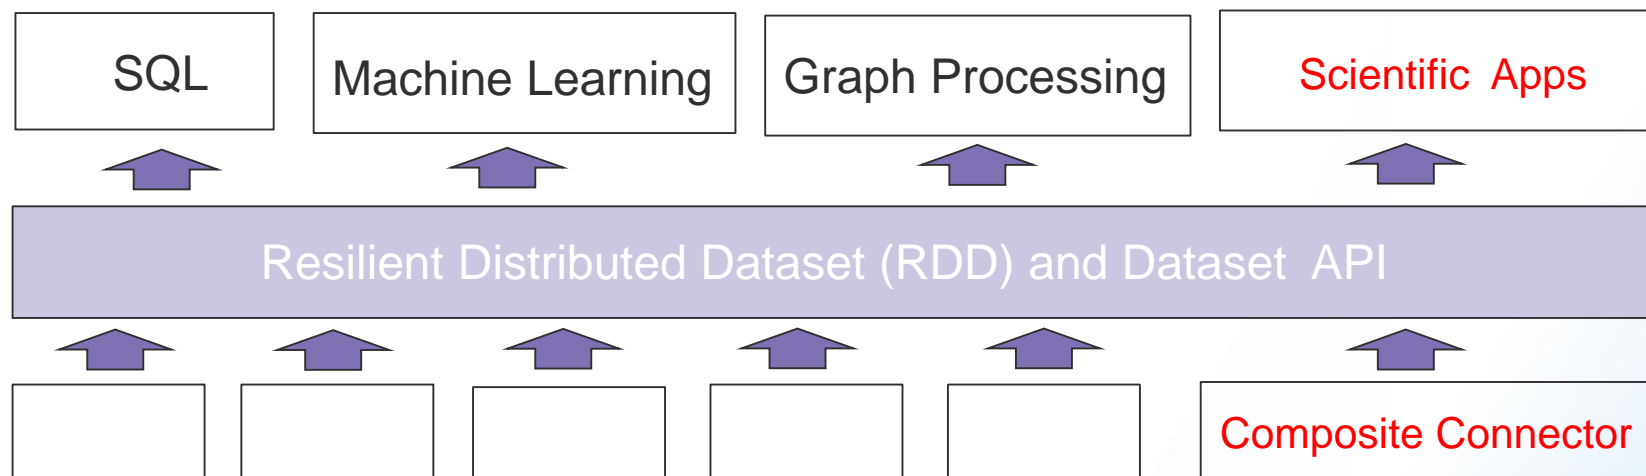 SQL
Machine Learning
Graph Processing
Scientific Apps
Resilient Distributed Dataset (RDD) and Dataset API
Composite Connector